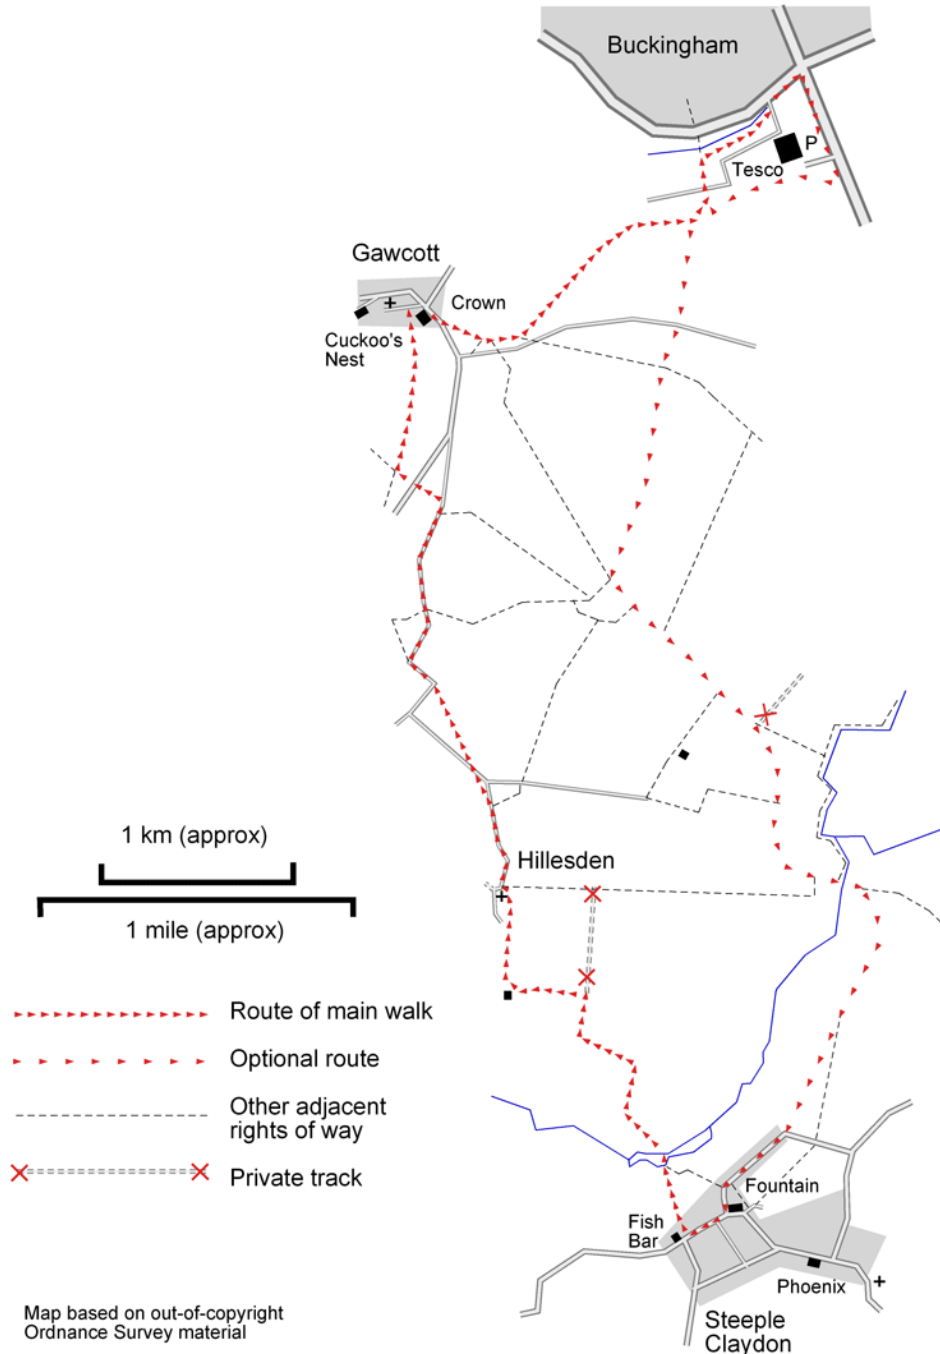 Buckingham
P
Tesco
Gawcott
Crown
Cuckoo's
Nest
1 km (approx)
Hillesden
1 mile (approx)
Route of main walk
Optional route
Other adjacent
rights of way
Private track
Fountain
Fish
Bar
Phoenix
Steeple
Claydon
Map based on out-of-copyright
Ordnance Survey material